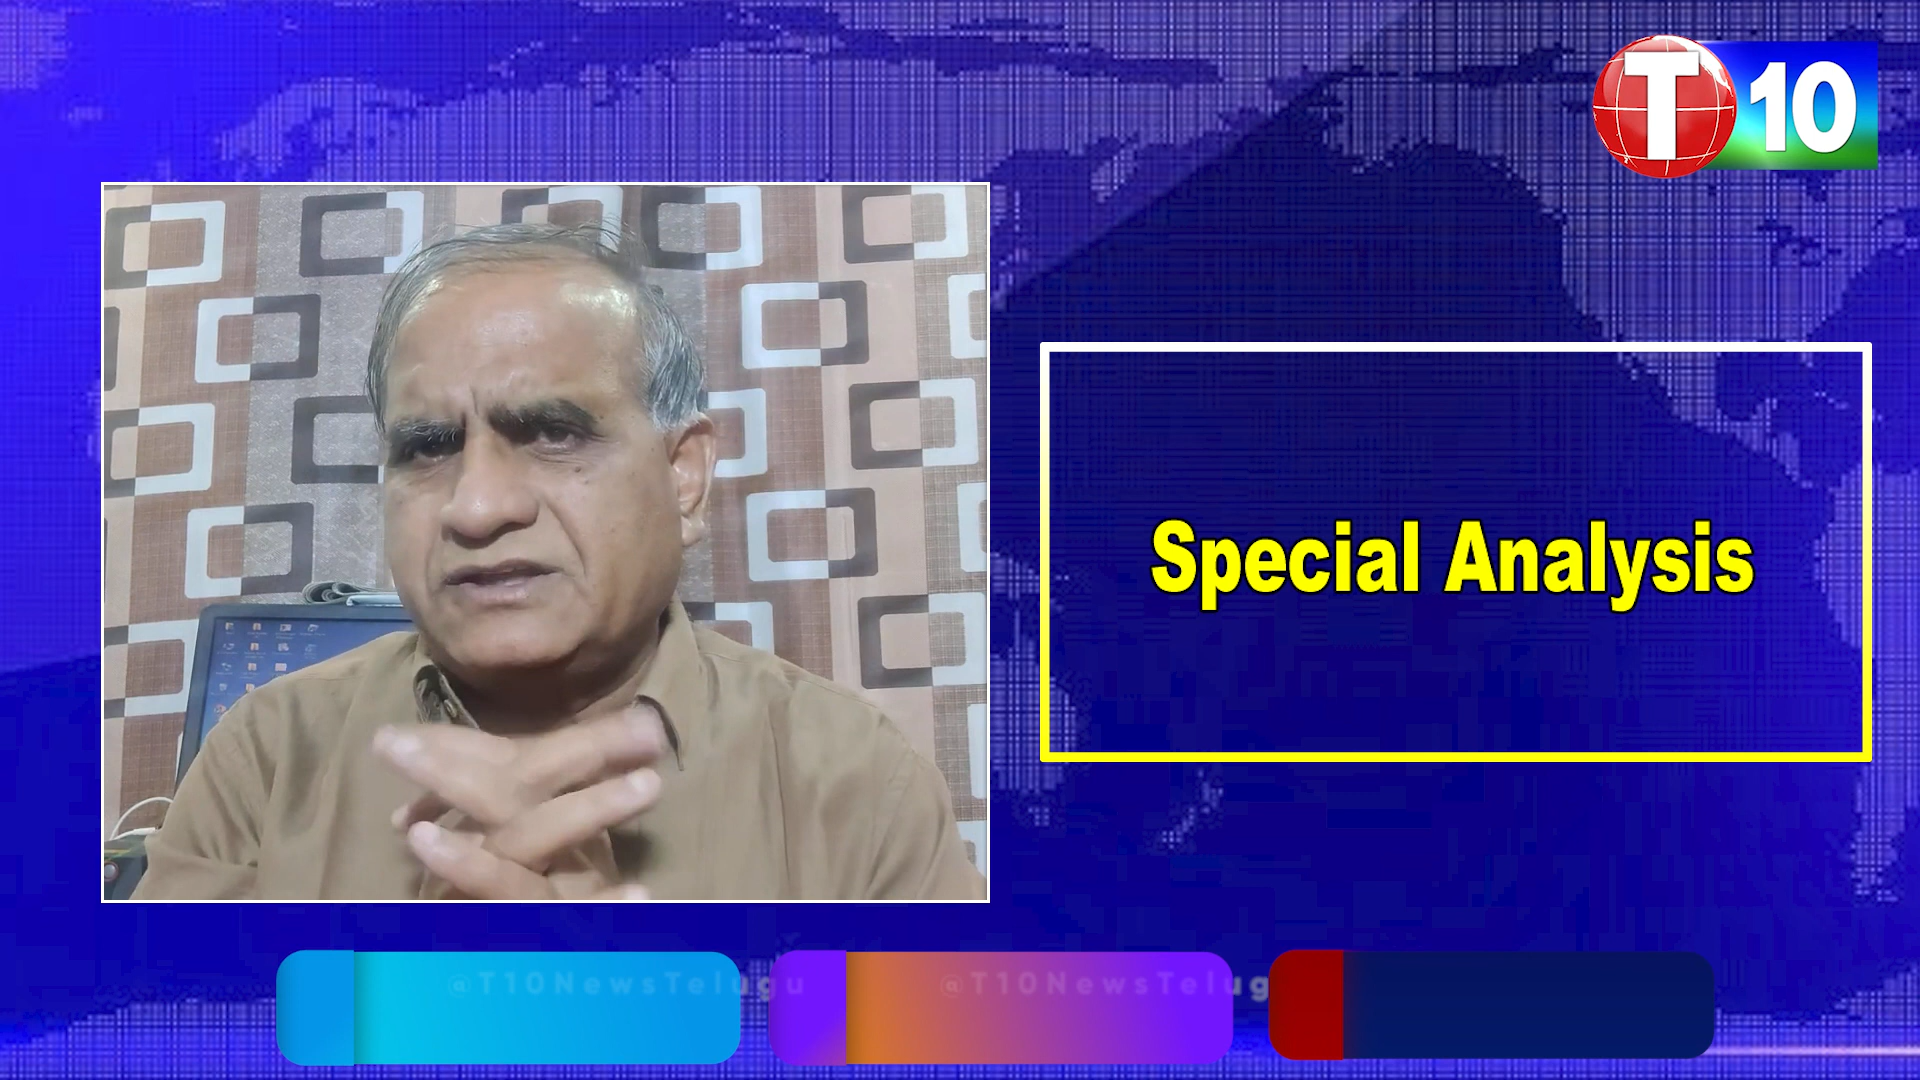 T 10
Special Analysis
@T10NewsTelugu
@T10NewsTelug